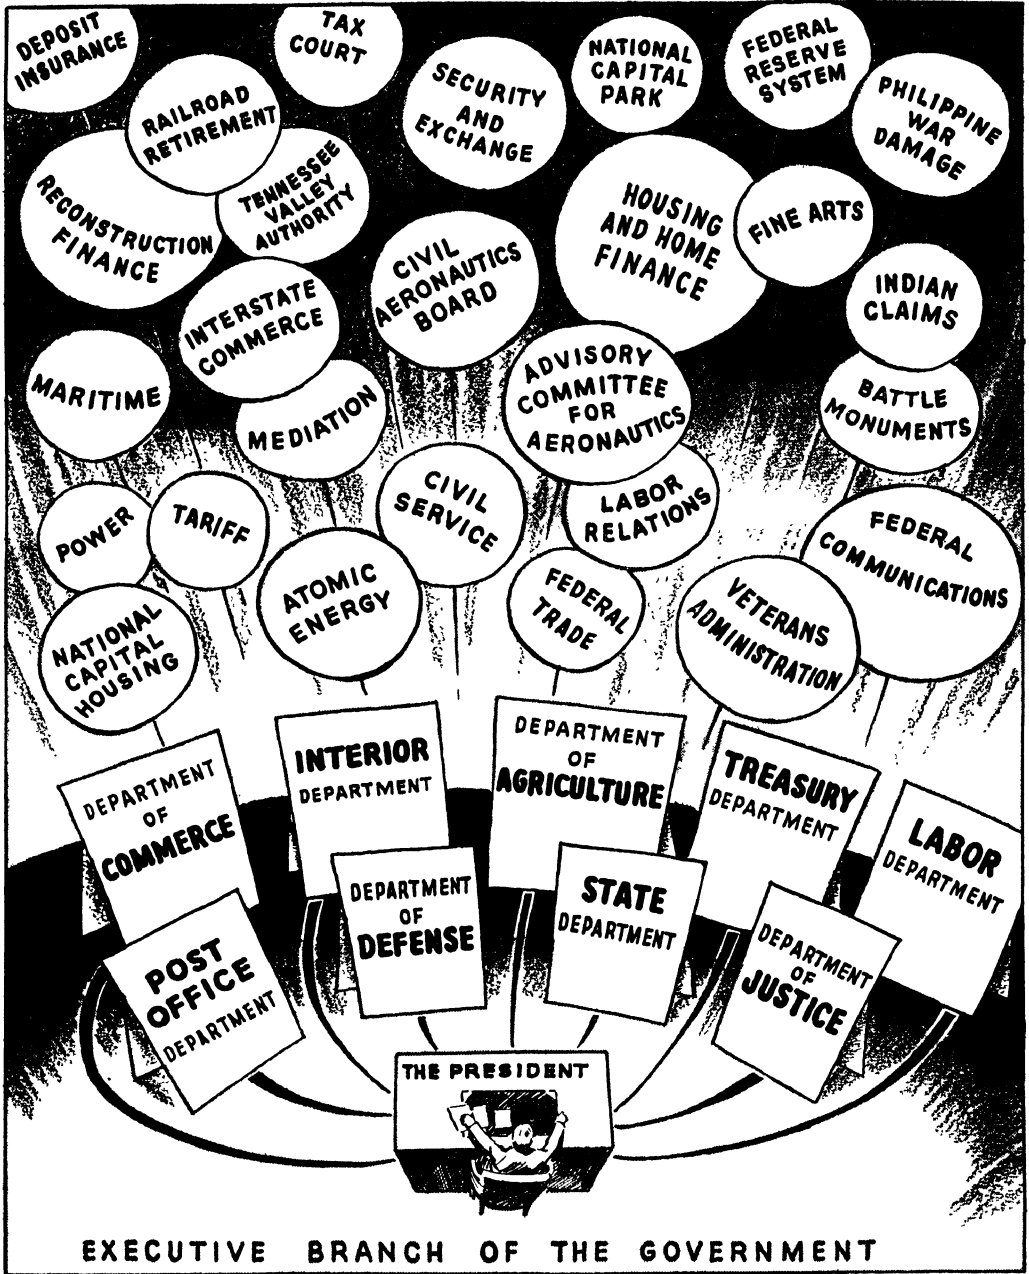 DEPOSIT
INSURANCE
TAX
COURT
NATIONAL
CAPITAL
PARK
FEDERAL
RESERVE
SYSTEM
RAILROAD
RETIREMENT
SECURITY
AND
EXCHANGE
PHILIPPINE
WAR
DAMAGE
RECONSTRUCTION
FINANCE
TENNESSEE
VALLEY
AUTHORITY
HOUSING
AND HOME
FINANCE
FINE ARTS
CIVIL
AERONAUTICS
BOARD
INTERSTATE
COMMERCE
INDIAN
CLAIMS
MARITIME
MEDIATION
ADVISORY
COMMITTEE
FOR
AERONAUTICS
BATTLE
MONUMENTS
POWER
TARIFF
CIVIL
SERVICE
LABOR
RELATIONS
FEDERAL
COMMUNICATIONS
NATIONAL
CAPITAL
HOUSING
ATOMIC
ENERGY
FEDERAL
TRADE
VETERANS
ADMINISTRATION
DEPARTMENT
OF
COMMERCE
INTERIOR
DEPARTMENT
DEPARTMENT
OF
AGRICULTURE
TREASURY
DEPARTMENT
LABOR
DEPARTMENT
POST
OFFICE
DEPARTMENT
DEPARTMENT
OF
DEFENSE
STATE
DEPARTMENT
DEPARTMENT
OF
JUSTICE
THE PRESIDENT
EXECUTIVE BRANCH OF THE GOVERNMENT